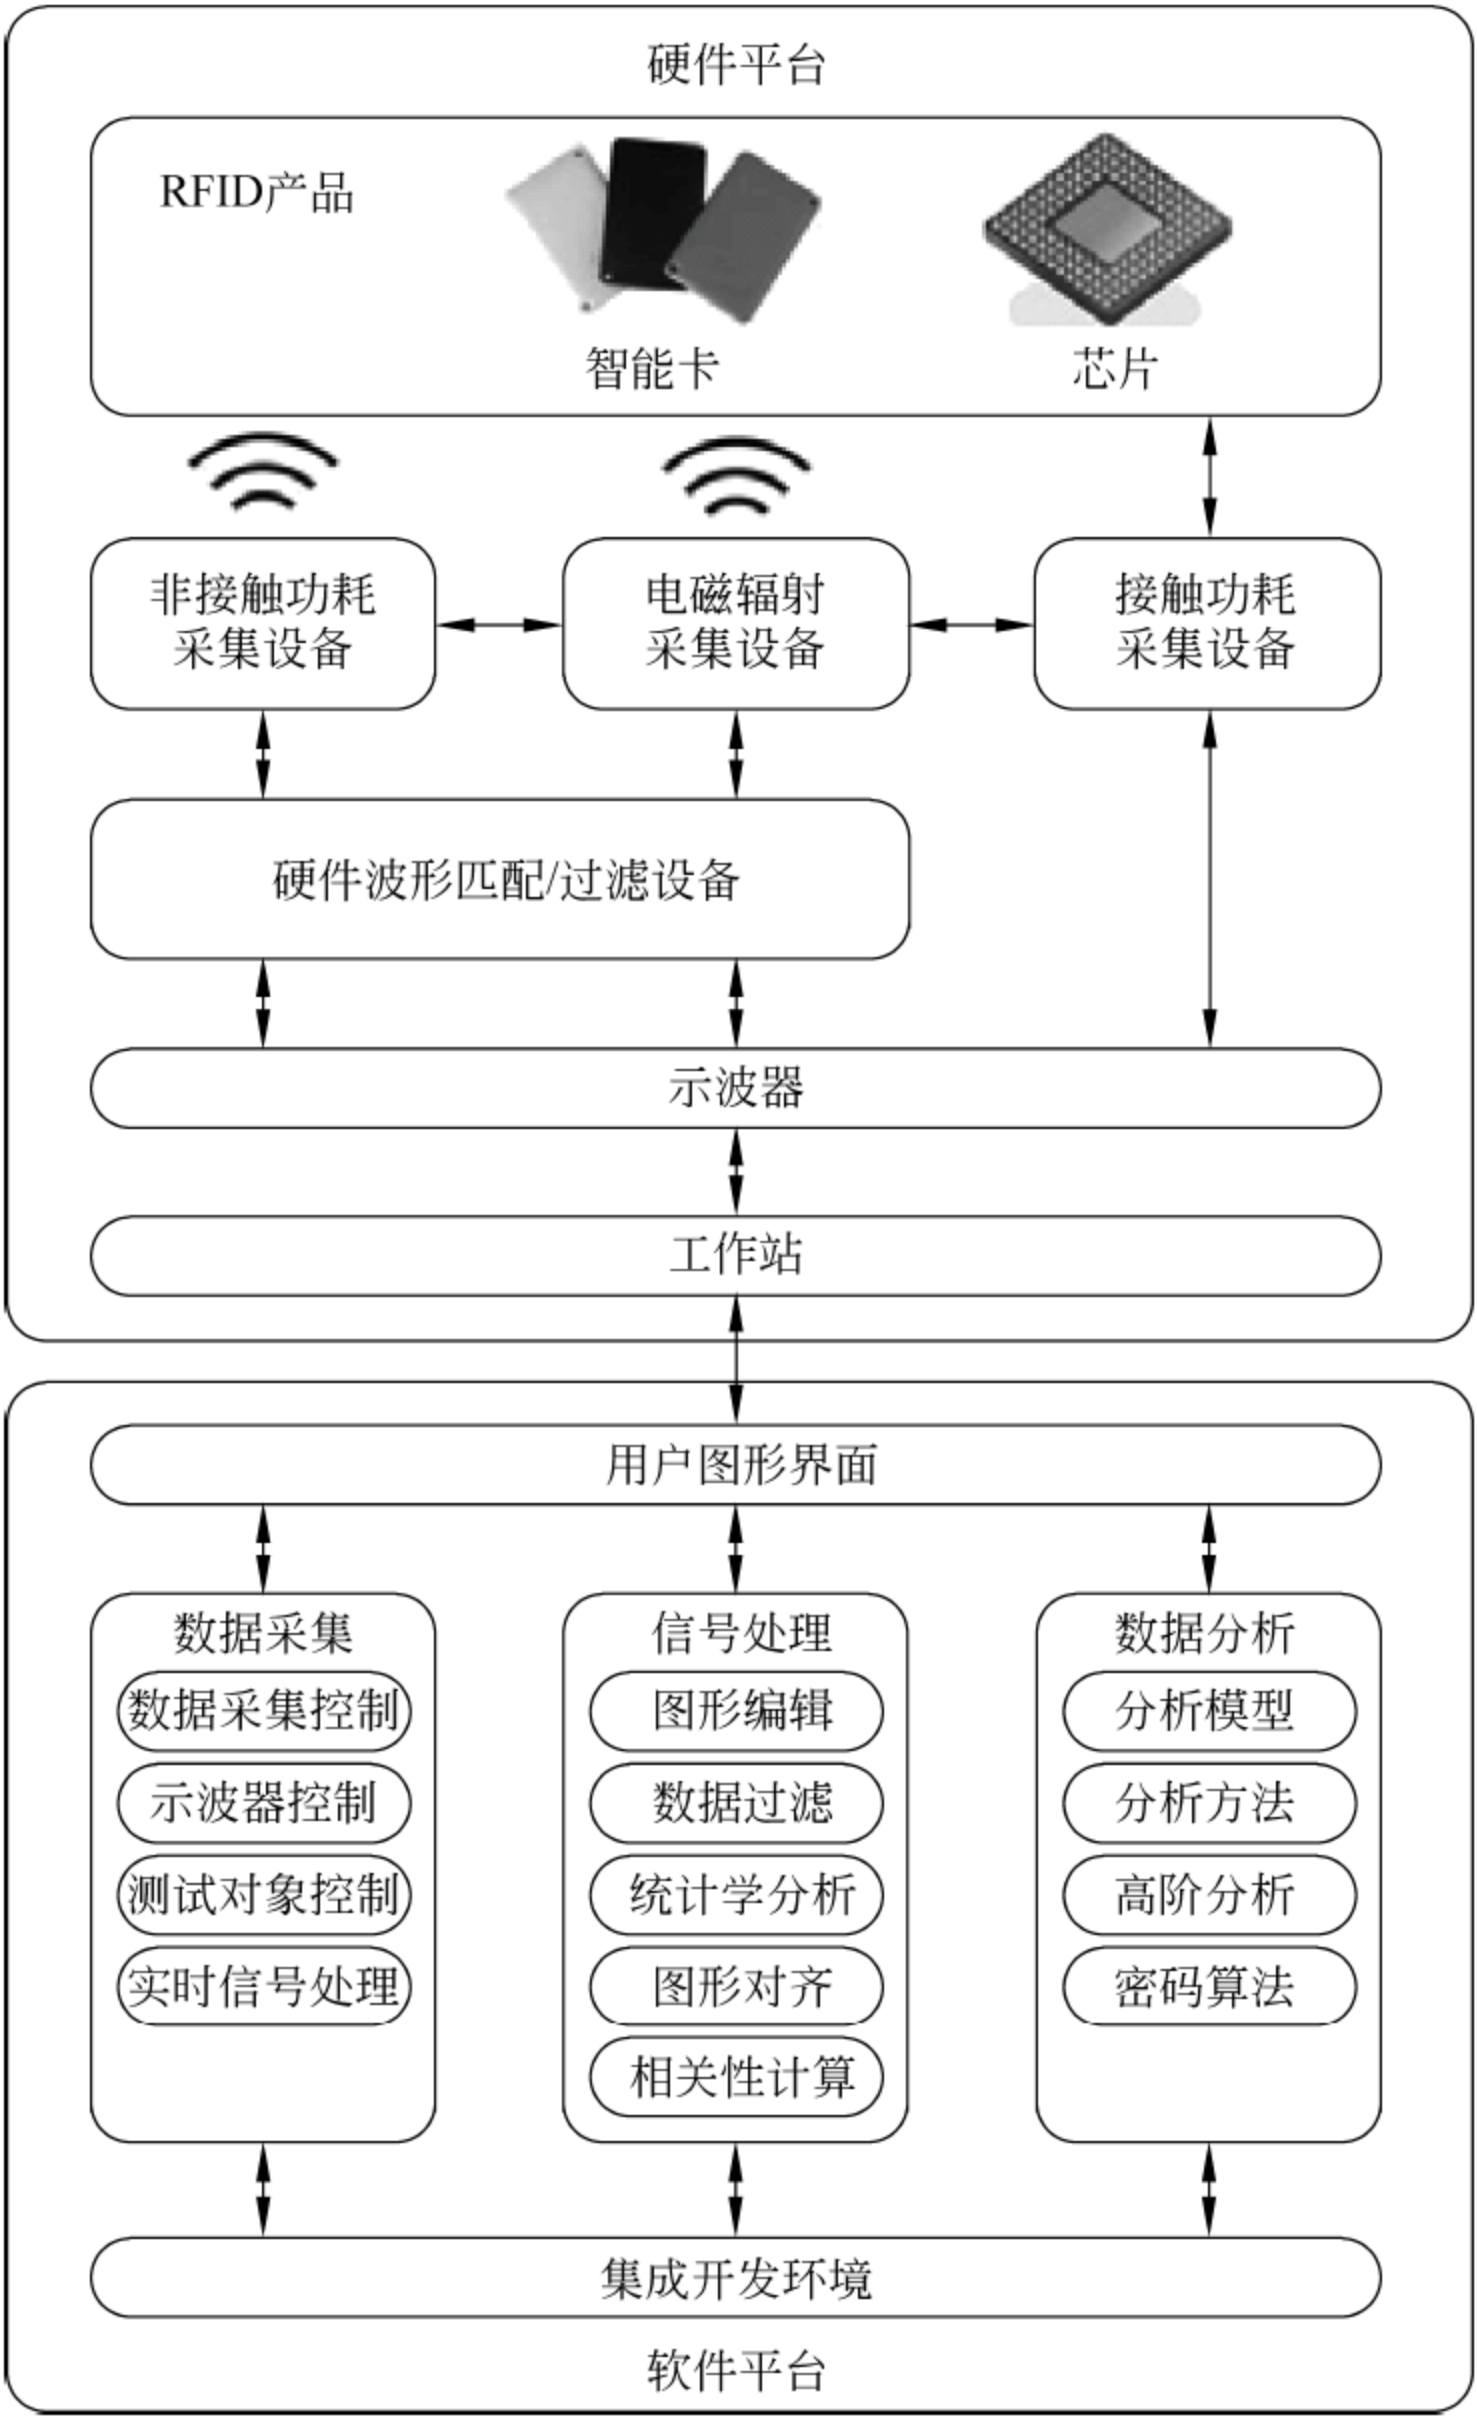 硬件平台
RFID产品
智能卡
芯片
非接触功耗
采集设备
电磁辐射
采集设备
接触功耗
采集设备
硬件波形匹配/过滤设备
示波器
工作站
用户图形界面
数据采集
数据采集控制
示波器控制
测试对象控制
实时信号处理
信号处理
图形编辑
数据过滤
统计学分析
图形对齐
相关性计算
数据分析
分析模型
分析方法
高阶分析
密码算法
集成开发环境
软件平台